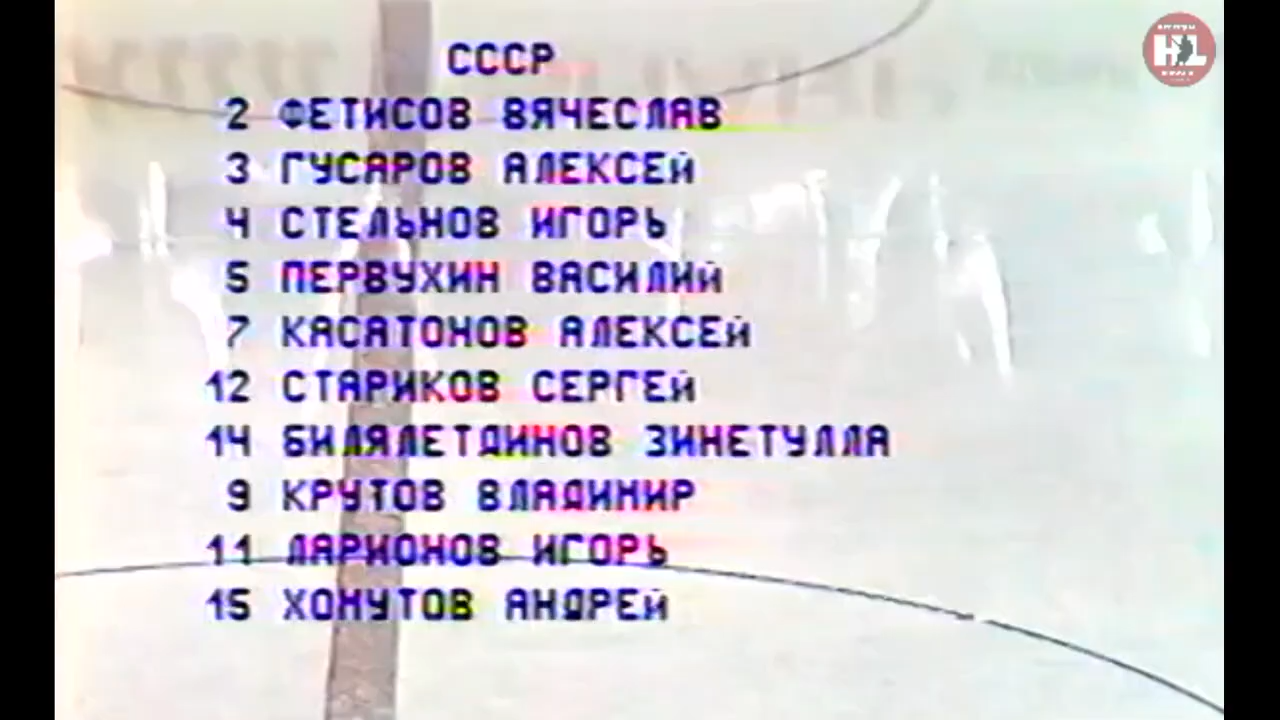 СССР
2 ФЕТИСОВ ВЯЧЕСЛАВ
3 ГУСАРОВ АЛЕКСЕЙ
4 СТЕЛЬНОВ ИГОРЬ
5 ПЕРВУХИН ВАСИЛИЙ
7 КАСАТОНОВ АЛЕКСЕЙ
12 СТАРИКОВ СЕРГЕЙ
14 БИЛЯЛЕТДИНОВ ЗИНЕТУЛЛА
9 КРУТОВ ВЛАДИМИР
11 ЛАРИОНОВ ИГОРЬ
15 ХОМУТОВ АНДРЕЙ